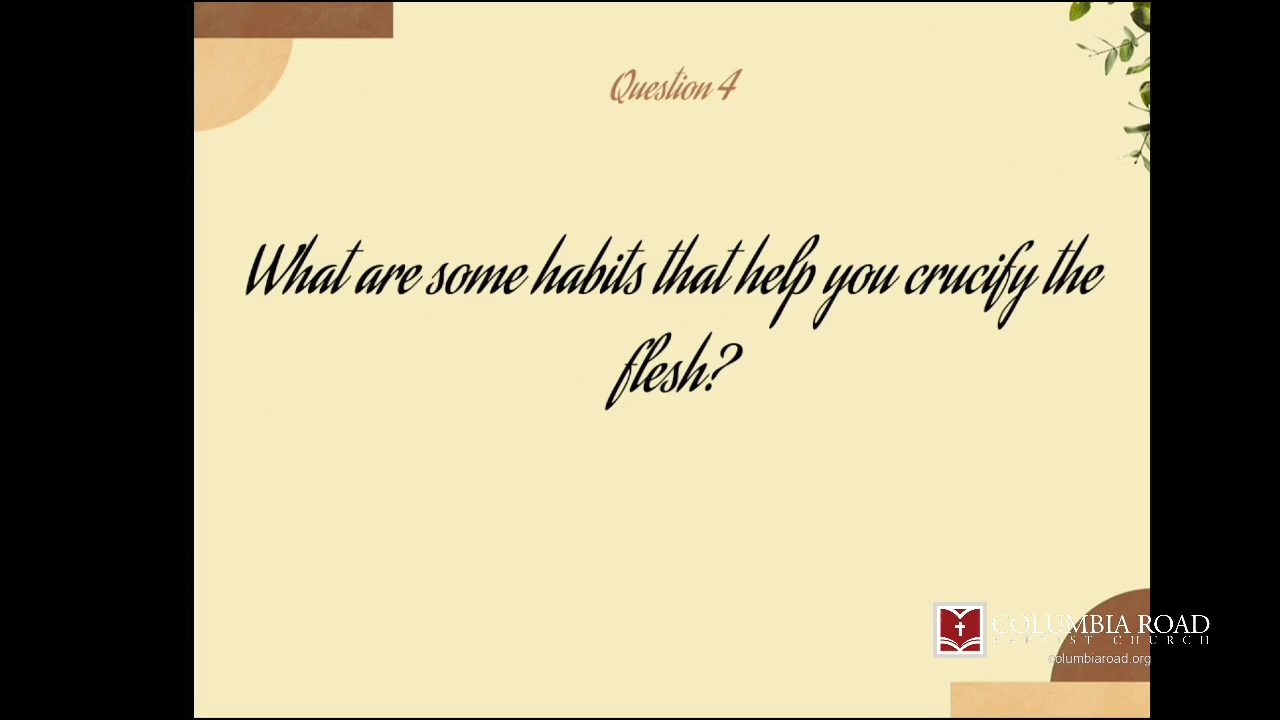 Question 4
What are some habits that help you crucify the
flesh?
COLUMBIA ROAD
BAPTIST CHURCH
columbiaroad.org